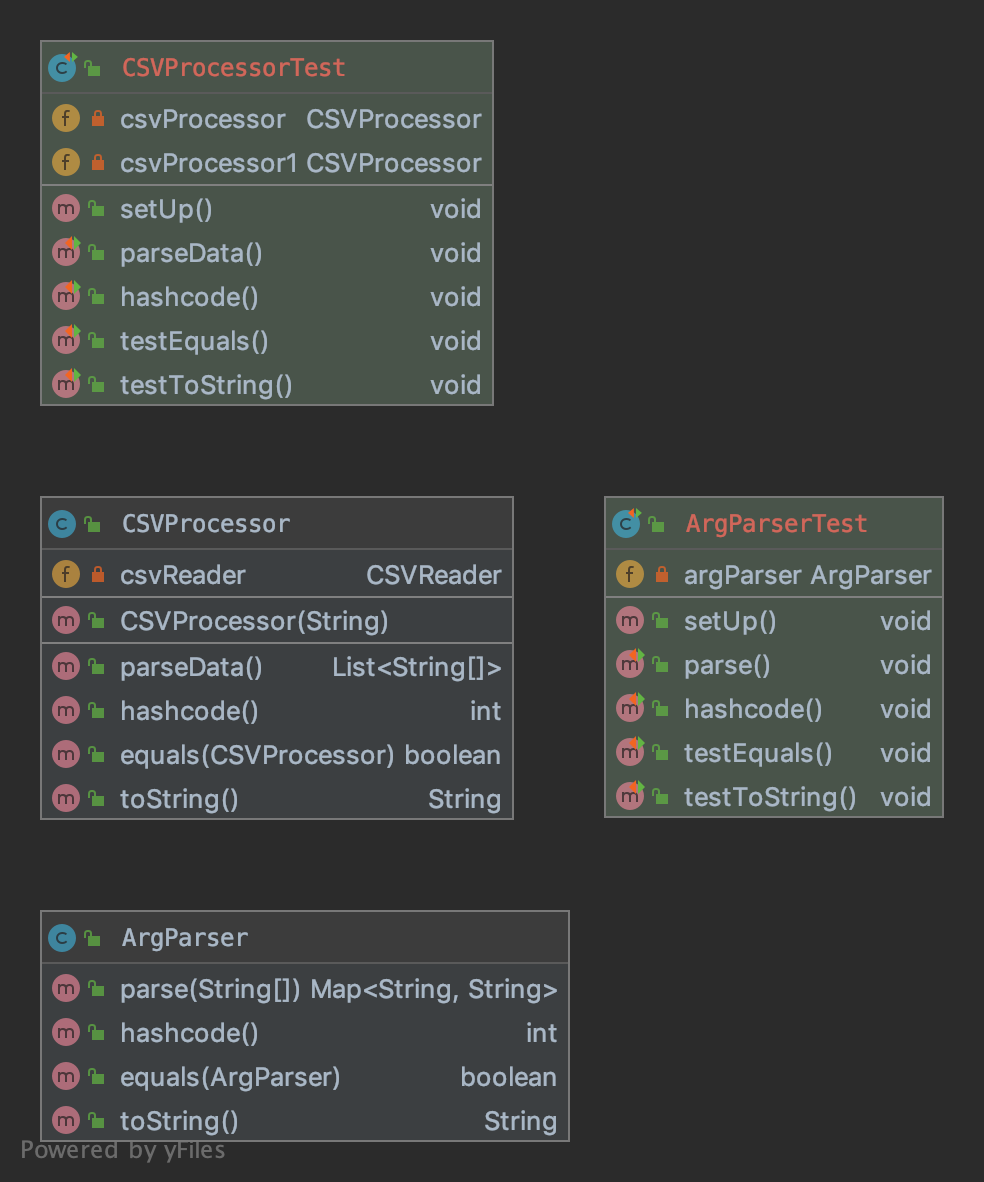 CSVProcessorTest
csvProcessor CSVProcessor
csvProcessor1 CSVProcessor
setUp() void
parseData() void
hashcode() void
testEquals() void
testToString() void
CSVProcessor
csvReader CSVReader
CSVProcessor(String)
parseData() List<String[]>
hashcode() int
equals(CSVProcessor) boolean
toString() String
ArgParserTest
argParser ArgParser
setUp() void
parse() void
hashcode() void
testEquals() void
testToString() void
ArgParser
parse(String[]) Map<String, String>
hashcode() int
equals(ArgParser) boolean
toString() String
Powered by yFiles